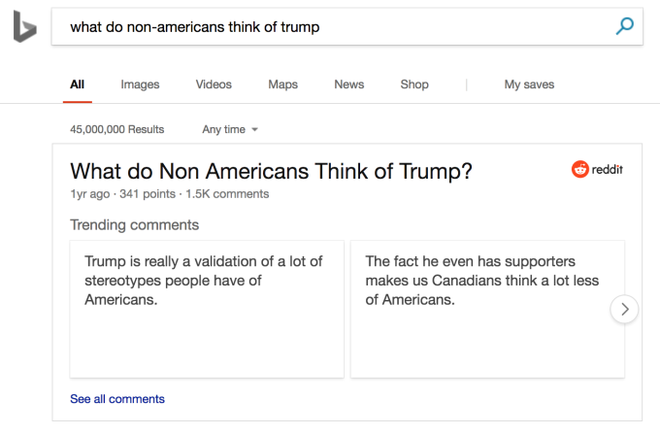 what do non-americans think of trump
All Images Videos Maps News Shop My saves
45,000,000 Results Any time
What do Non Americans Think of Trump?
reddit
1yr ago · 341 points · 1.5K comments
Trending comments
Trump is really a validation of a lot of
stereotypes people have of
Americans.
The fact he even has supporters
makes us Canadians think a lot less
of Americans.
See all comments